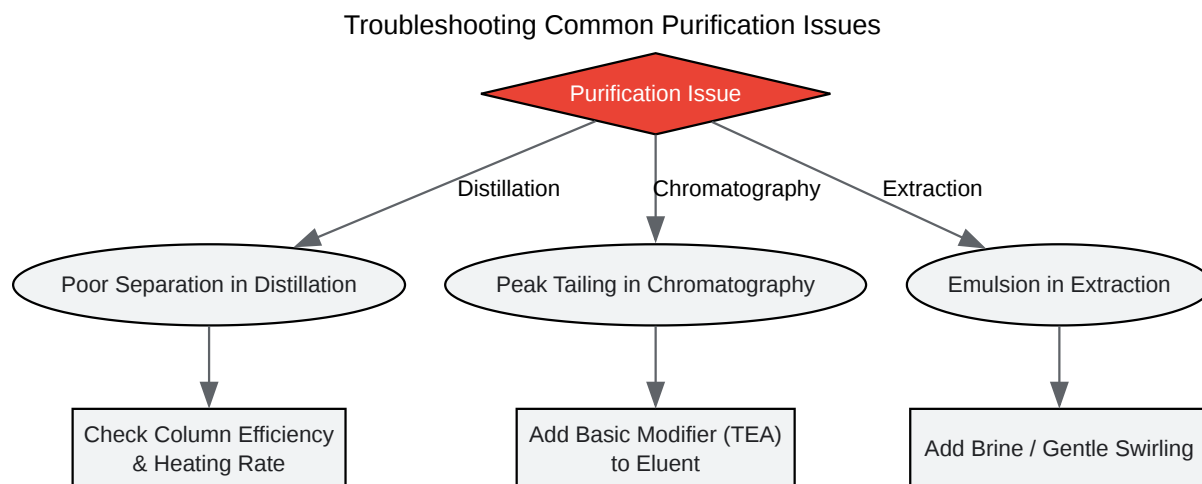 Troubleshooting Common Purification Issues
Purification Issue
Distillation
Chromatography
Extraction
Poor Separation in Distillation
Peak Tailing in Chromatography
Emulsion in Extraction
Check Column Efficiency
& Heating Rate
Add Basic Modifier (TEA)
to Eluent
Add Brine / Gentle Swirling